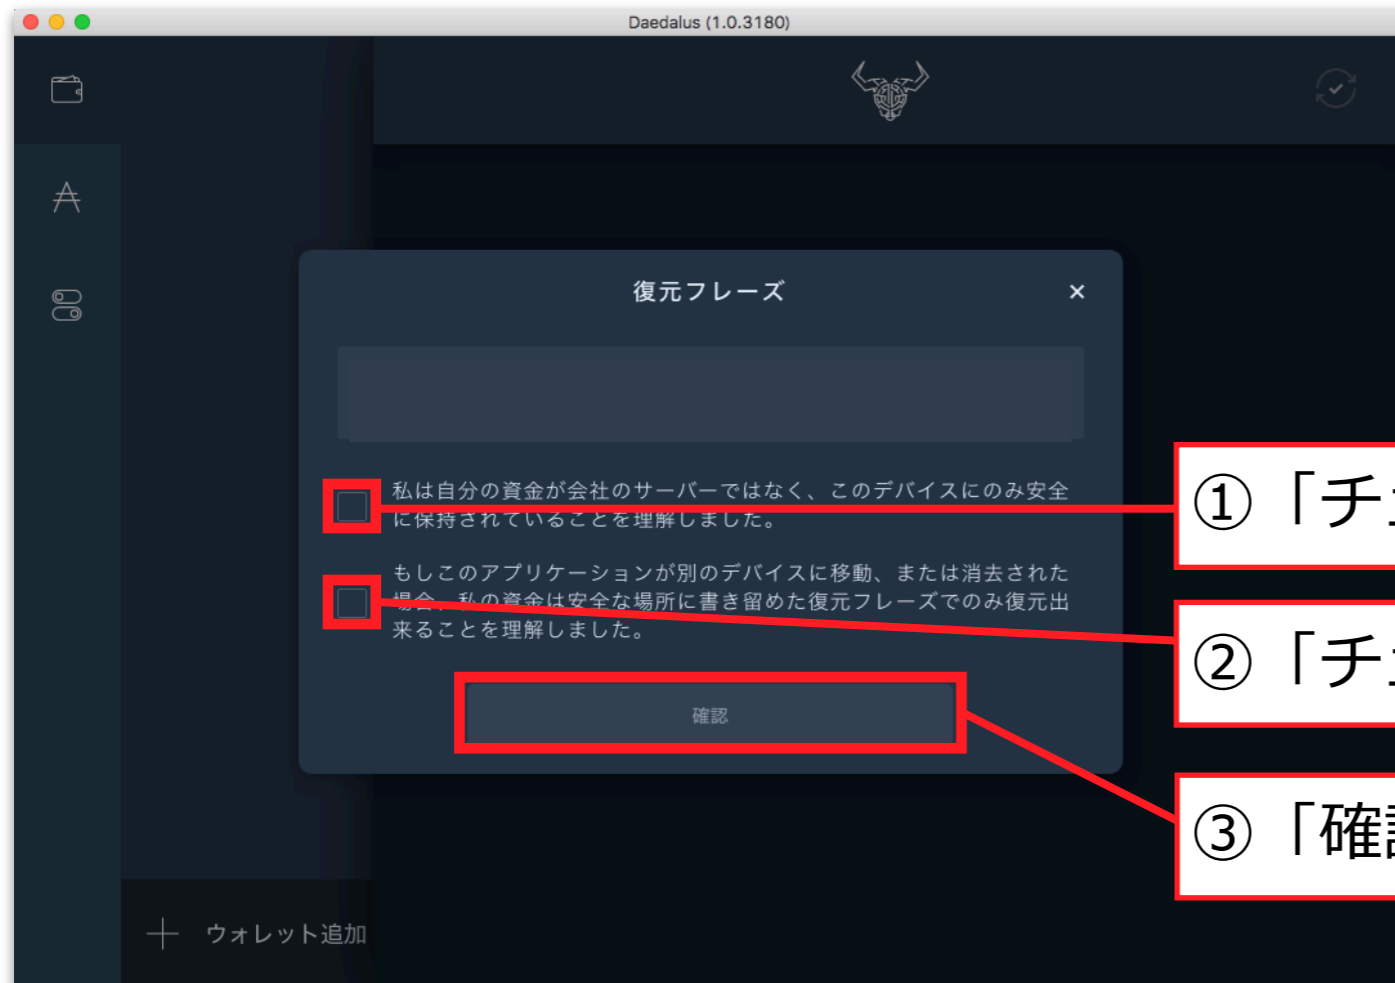 Daedalus (1.0.3180)
復元フレーズ
私は自分の資金が会社のサーバーではなく、このデバイスにのみ安全
に保持されていることを理解しました。
もしこのアプリケーションが別のデバイスに移動、または消去された
場合、私の資金は安全な場所に書き留めた復元フレーズでのみ復元出
来ることを理解しました。
確認
①「チ
②「チ
③「確
ウォレット追加